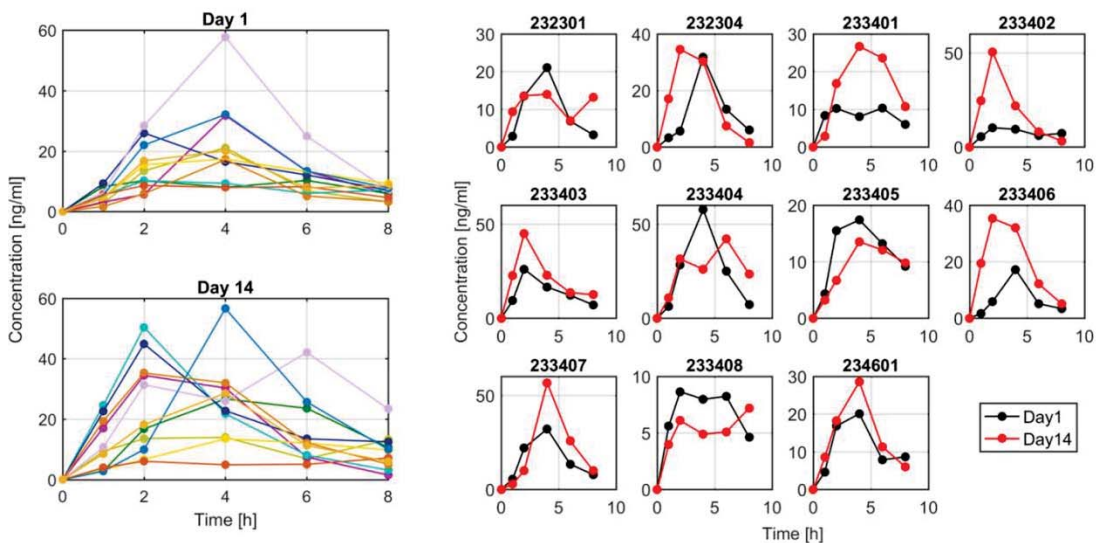 Day 1
60
40
20
0
0 2 4 6 8
Day 14
60
40
20
0
0 2 4 6 8
Concentration [ng/ml]
Time [h]
232301 232304 233401 233402
30 40 30
20 20 50
10 20 10
0 0 0 0
0 5 10 0 5 10 0 5 10 0 5 10
233403 233404 233405 233406
50 50 20 40
10 20
0 0 0 0
0 5 10 0 5 10 0 5 10 0 5 10
233407 233408 234601
50 10 30
5 20
10
0 0 0
0 5 10 0 5 10 0 5 10
Concentration [ng/ml]
Time [h]
Day1
Day14